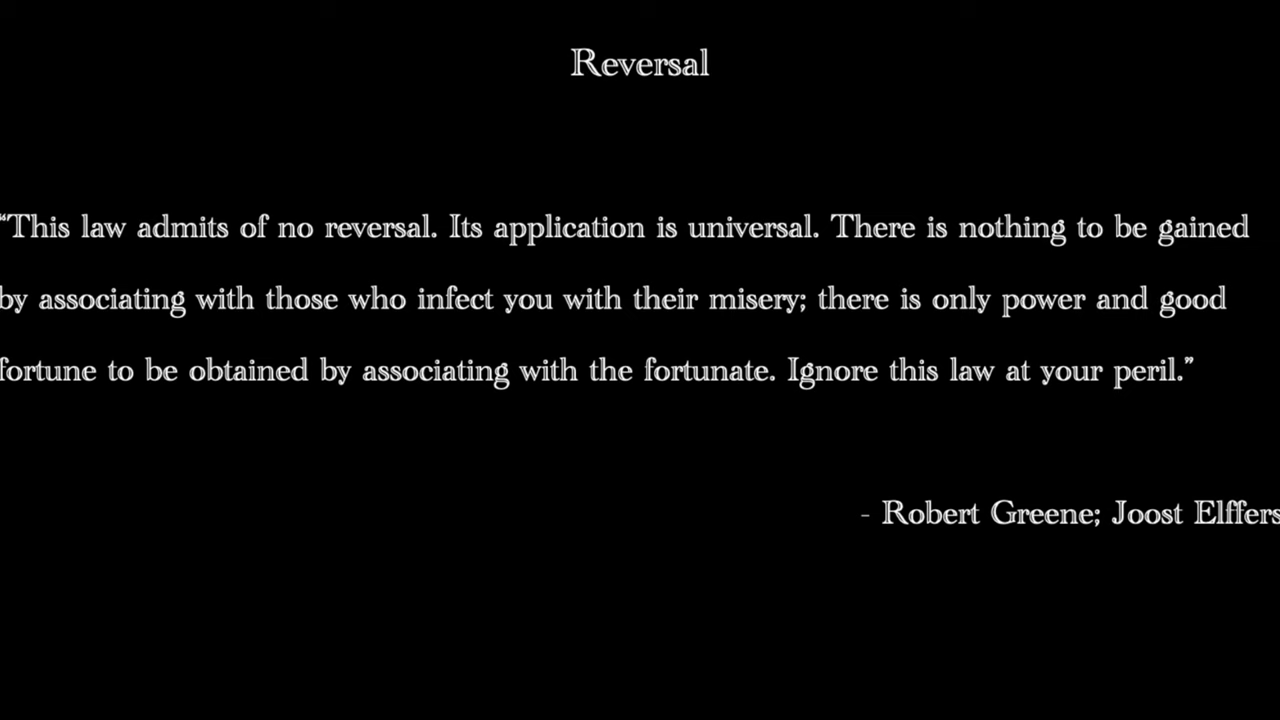 Reversal
“This law admits of no reversal. Its application is universal. There is nothing to be gained
by associating with those who infect you with their misery; there is only power and good
fortune to be obtained by associating with the fortunate. Ignore this law at your peril.”
- Robert Greene; Joost Elffers